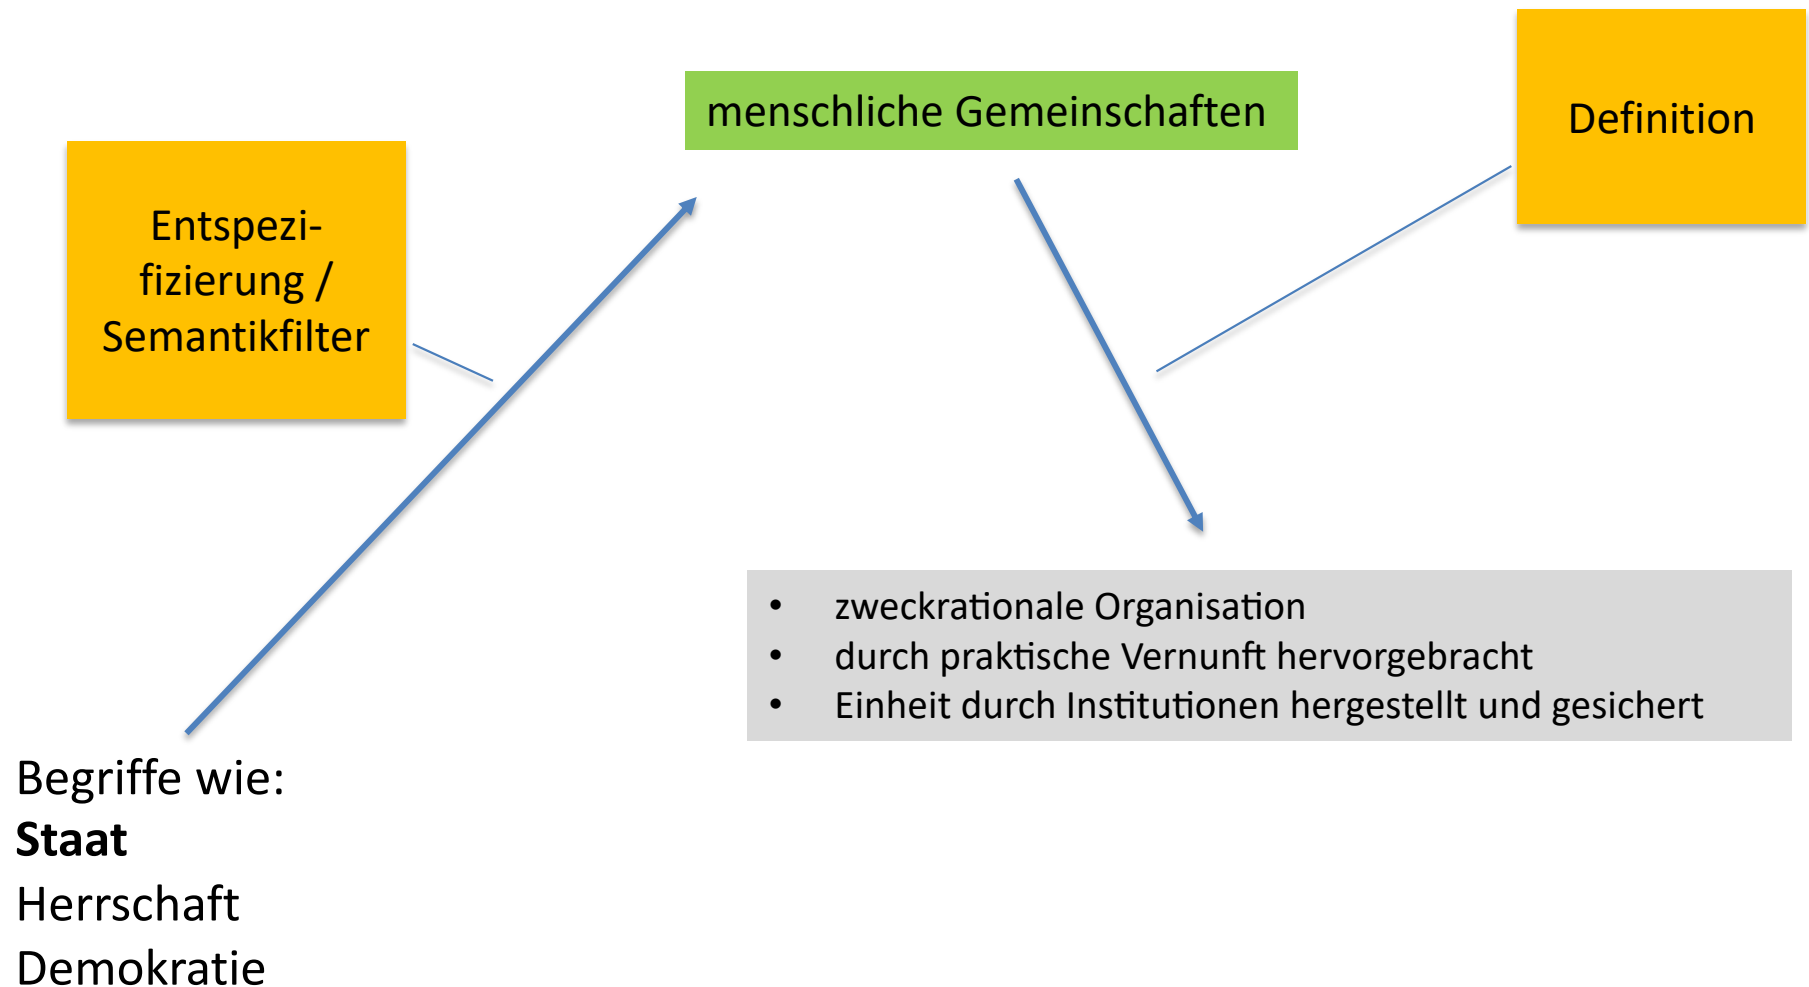 menschliche Gemeinschaften
Definition
Entspezi-
fizierung /
Semantikfilter
• zweckrationale Organisation
• durch praktische Vernunft hervorgebracht
• Einheit durch Institutionen hergestellt und gesichert
Begriffe wie:
Staat
Herrschaft
Demokratie